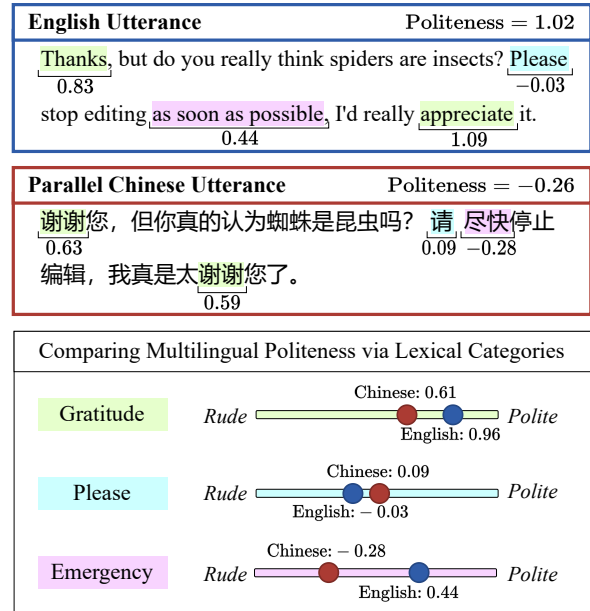 English Utterance Politeness = 1.02
Thanks, but do you really think spiders are insects? Please
0.83 −0.03
stop editing as soon as possible, I'd really appreciate it.
0.44 1.09
Parallel Chinese Utterance Politeness = −0.26
谢谢您，但你真的认为蜘蛛是昆虫吗？ 请 尽快停止
0.63 0.09 −0.28
编辑，我真是太谢谢您了。
0.59
Comparing Multilingual Politeness via Lexical Categories
Chinese: 0.61
Gratitude Rude Polite
English: 0.96
Chinese: 0.09
Please Rude Polite
English: − 0.03
Chinese: − 0.28
Emergency Rude Polite
English: 0.44